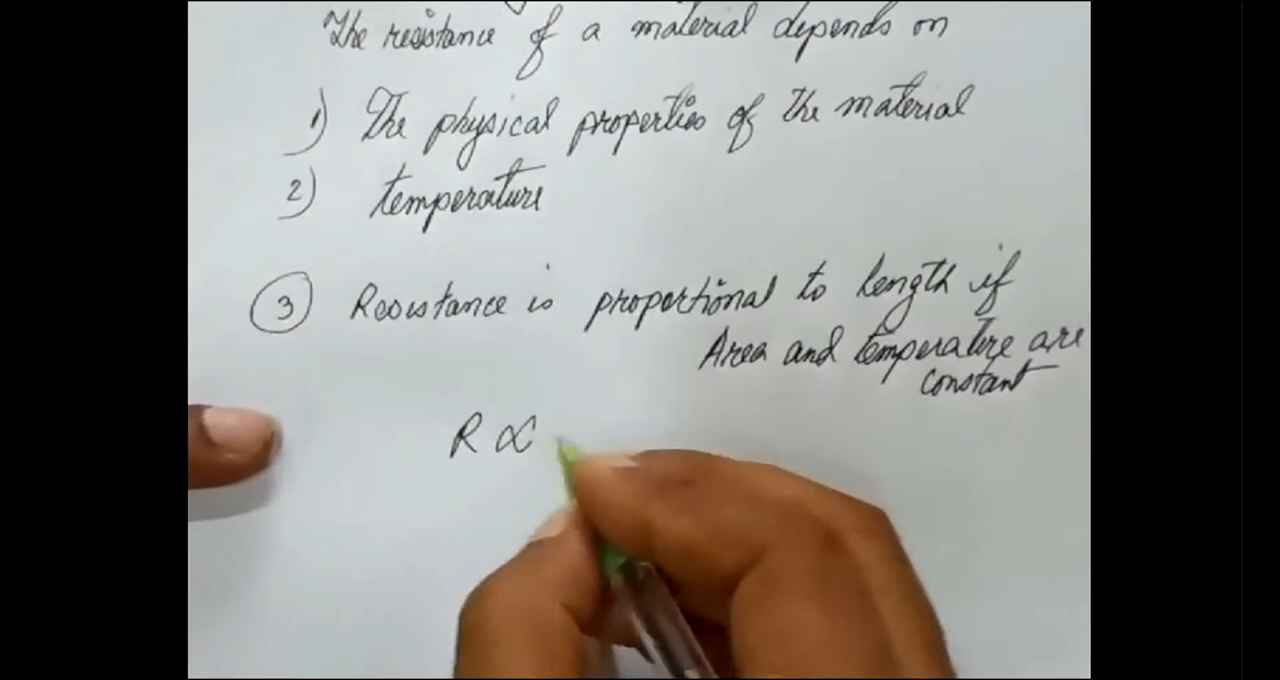 The resistance of a material depends on
1) The physical properties of the material
2) temperature
3 Resistance is proportional to length if
Area and temperature are
constant
R ∝